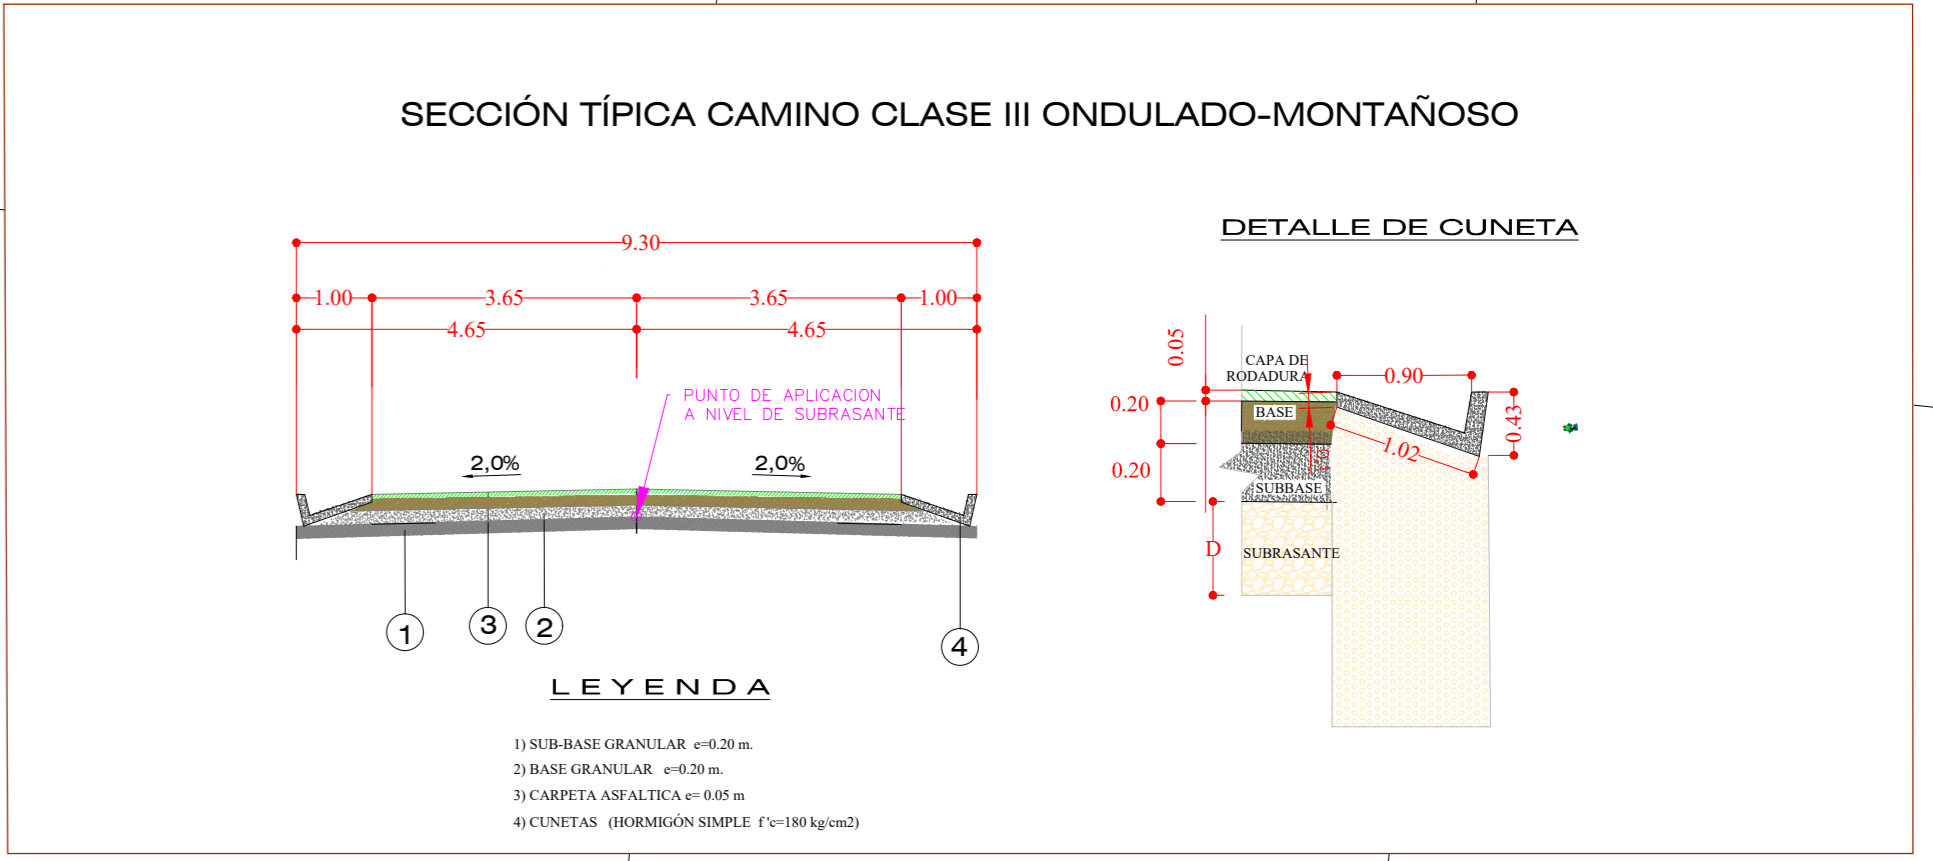 SECCIÓN TÍPICA CAMINO CLASE III ONDULADO-MONTAÑOSO
9.30
1.00 3.65 3.65 1.00
4.65 4.65
PUNTO DE APLICACION
A NIVEL DE SUBRASANTE
2,0% 2,0%
1
3
2
4
LEYENDA
1) SUB-BASE GRANULAR e=0.20 m.
2) BASE GRANULAR e=0.20 m.
3) CARPETA ASFALTICA e= 0.05 m
4) CUNETAS (HORMIGÓN SIMPLE f'c=180 kg/cm2)
DETALLE DE CUNETA
0.05
CAPA DE
RODADURA
0.90
0.20
BASE
0.43
1.02
0.20
SUBBASE
D
SUBRASANTE